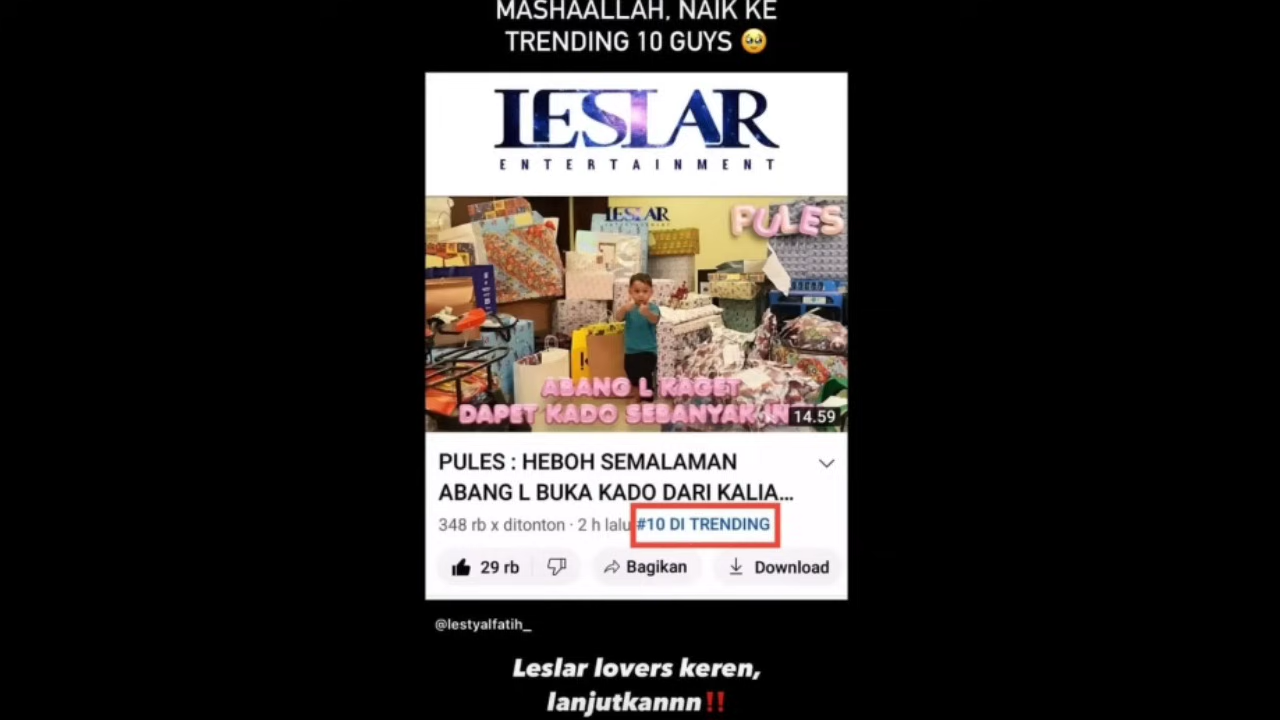 MASHAALLAH, NAIK KE
TRENDING 10 GUYS 🥹
LESLAR
ENTERTAINMENT
LESLAR
PULES
ABANG L KAGET
DAPET KADO SEBANYAK
14.59
PULES : HEBOH SEMALAMAN
ABANG L BUKA KADO DARI KALIA...
348 rb x ditonton · 2 h lalu #10 DI TRENDING
29 rb
Bagikan
Download
@lestyalfatih_
Leslar lovers keren,
lanjutkannn‼️